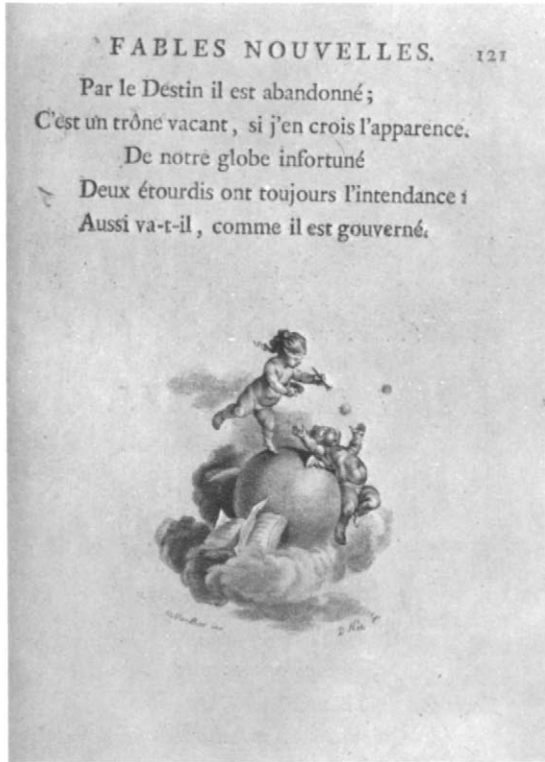 FABLES NOUVELLES. 121
Par le Destin il est abandonné ;
C'est un trône vacant, si j'en crois l'apparence.
De notre globe infortuné
Deux étourdis ont toujours l'intendance :
Aussi va-t-il, comme il est gouverné.